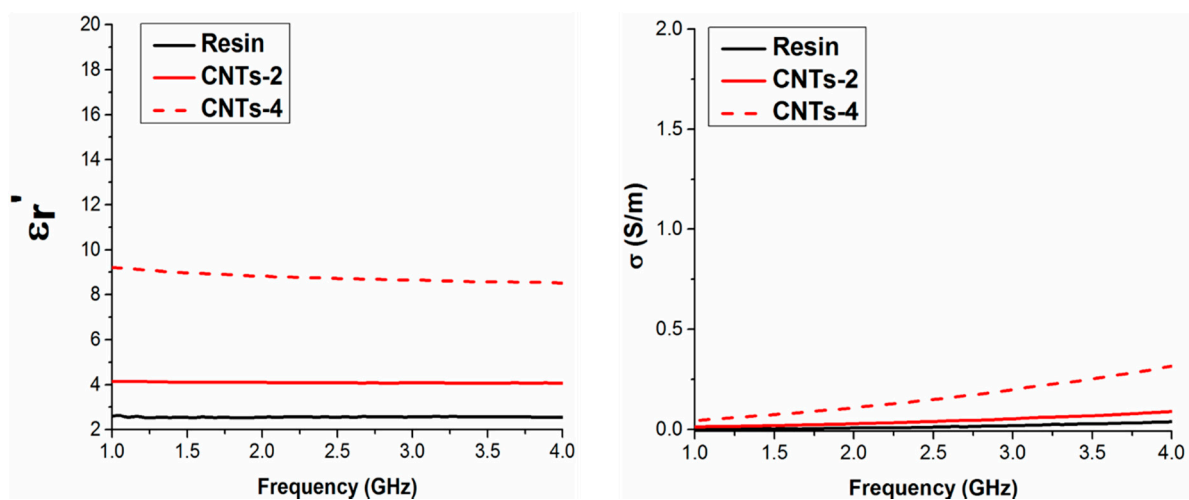 20
18
16
14
12
10
8
6
4
2
εr'
Resin
CNTs-2
CNTs-4
1.0 1.5 2.0 2.5 3.0 3.5 4.0
Frequency (GHz)
2.0
1.5
1.0
0.5
0.0
σ (S/m)
Resin
CNTs-2
CNTs-4
1.0 1.5 2.0 2.5 3.0 3.5 4.0
Frequency (GHz)